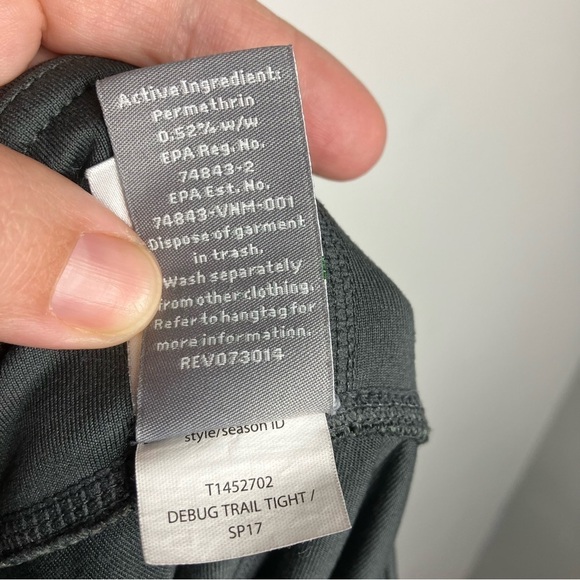 Active Ingredient:
Permethrin
0.52% w/w
EPA Reg. No.
74843-2
EPA Est. No.
74843-VNM-001
Dispose of garment
in trash.
Wash separately
from other clothing.
Refer to hangtag for
more information.
REV073014
style/season ID
T1452702
DEBUG TRAIL TIGHT /
SP17